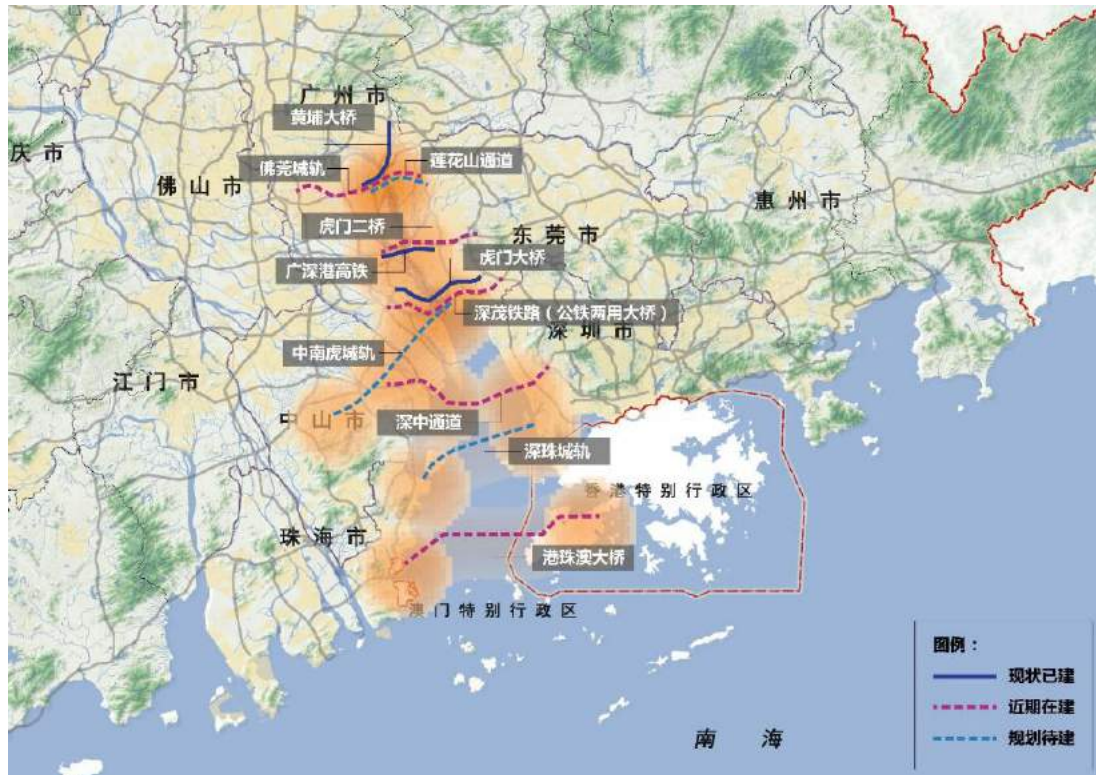 广州市
黄埔大桥
庆市
佛莞城轨
莲花山通道
佛山市
惠州市
虎门二桥
东莞市
广深港高铁
虎门大桥
深茂铁路（公铁两用大桥）
深圳市
中南虎城轨
江门市
中山市
深中通道
深珠城轨
香港特别行政区
珠海市
港珠澳大桥
澳门特别行政区
图例：
现状已建
近期在建
规划待建
南海